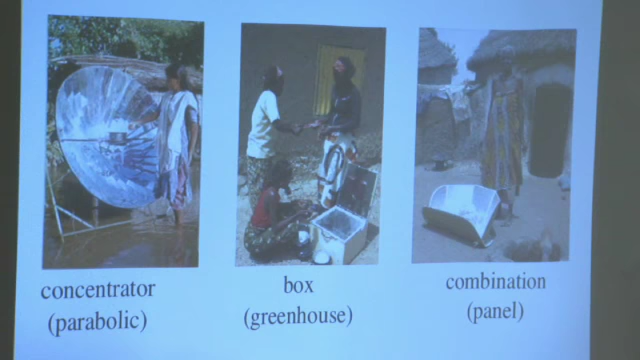 concentrator
(parabolic)
box
(greenhouse)
combination
(panel)